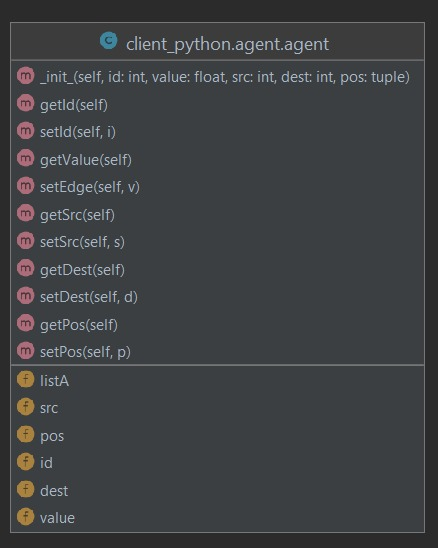 C client_python.agent.agent
m _init_(self, id: int, value: float, src: int, dest: int, pos: tuple)
m getId(self)
m setId(self, i)
m getValue(self)
m setEdge(self, v)
m getSrc(self)
m setSrc(self, s)
m getDest(self)
m setDest(self, d)
m getPos(self)
m setPos(self, p)
f listA
f src
f pos
f id
f dest
f value